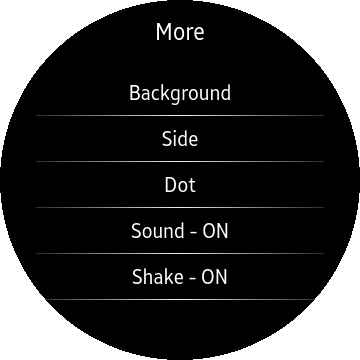 More
Background
Side
Dot
Sound - ON
Shake - ON